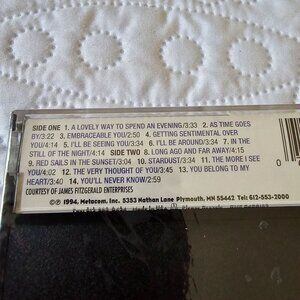 SIDE ONE 1. A LOVELY WAY TO SPEND AN EVENING/3:33 2. AS TIME GOES
BY/3:22 3. EMBRACEABLE YOU/2:50 4. GETTING SENTIMENTAL OVER
YOU/4:14 5. I'LL BE SEEING YOU/3:34 6. I'LL BE AROUND/3:34 7. IN THE
STILL OF THE NIGHT/4:14 SIDE TWO 8. LONG AGO AND FAR AWAY/4:15
9. RED SAILS IN THE SUNSET/3:04 10. STARDUST/3:34 11. THE MORE I SEE
YOU/4:02 12. THE VERY THOUGHT OF YOU/3:45 13. YOU BELONG TO MY
HEART/3:40 14. YOU'LL NEVER KNOW/2:59
COURTESY OF JAMES FITZGERALD ENTERPRISES
©℗1994, Metacom, Inc. 5353 Nathan Lane Plymouth, MN 55442 Tel: 612-553-2000
0